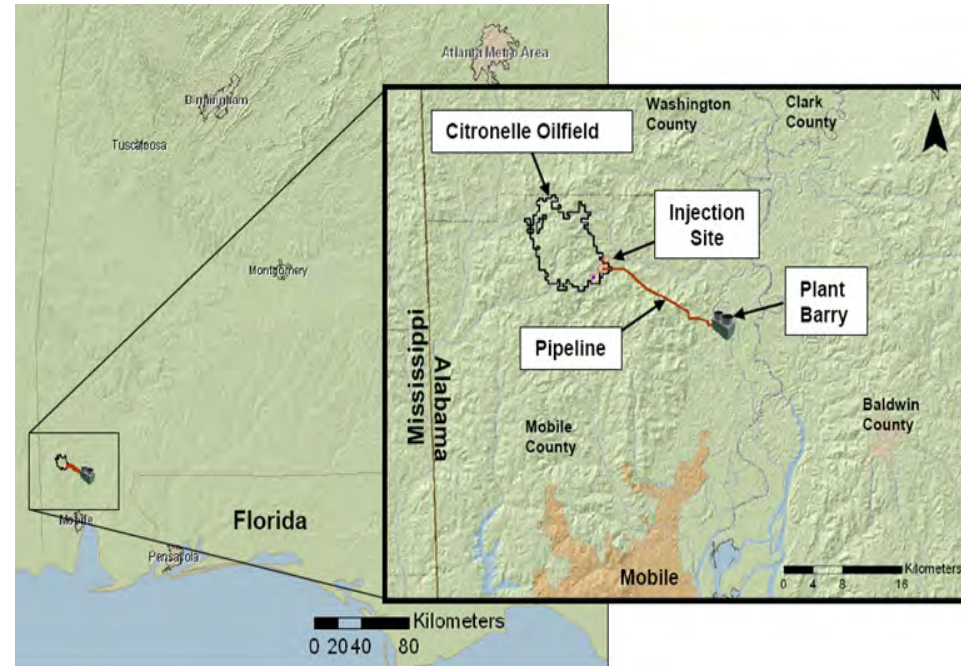 Atlanta Metro Area
Birmingham
Tuscaloosa
Montgomery
Mobile
Pensacola
Florida
Kilometers
0 20 40 80
Washington
County
Clark
County
N
Citronelle Oilfield
Injection
Site
Plant
Barry
Pipeline
Mississippi
Alabama
Mobile
County
Baldwin
County
Mobile
Kilometers
0 4 8 16